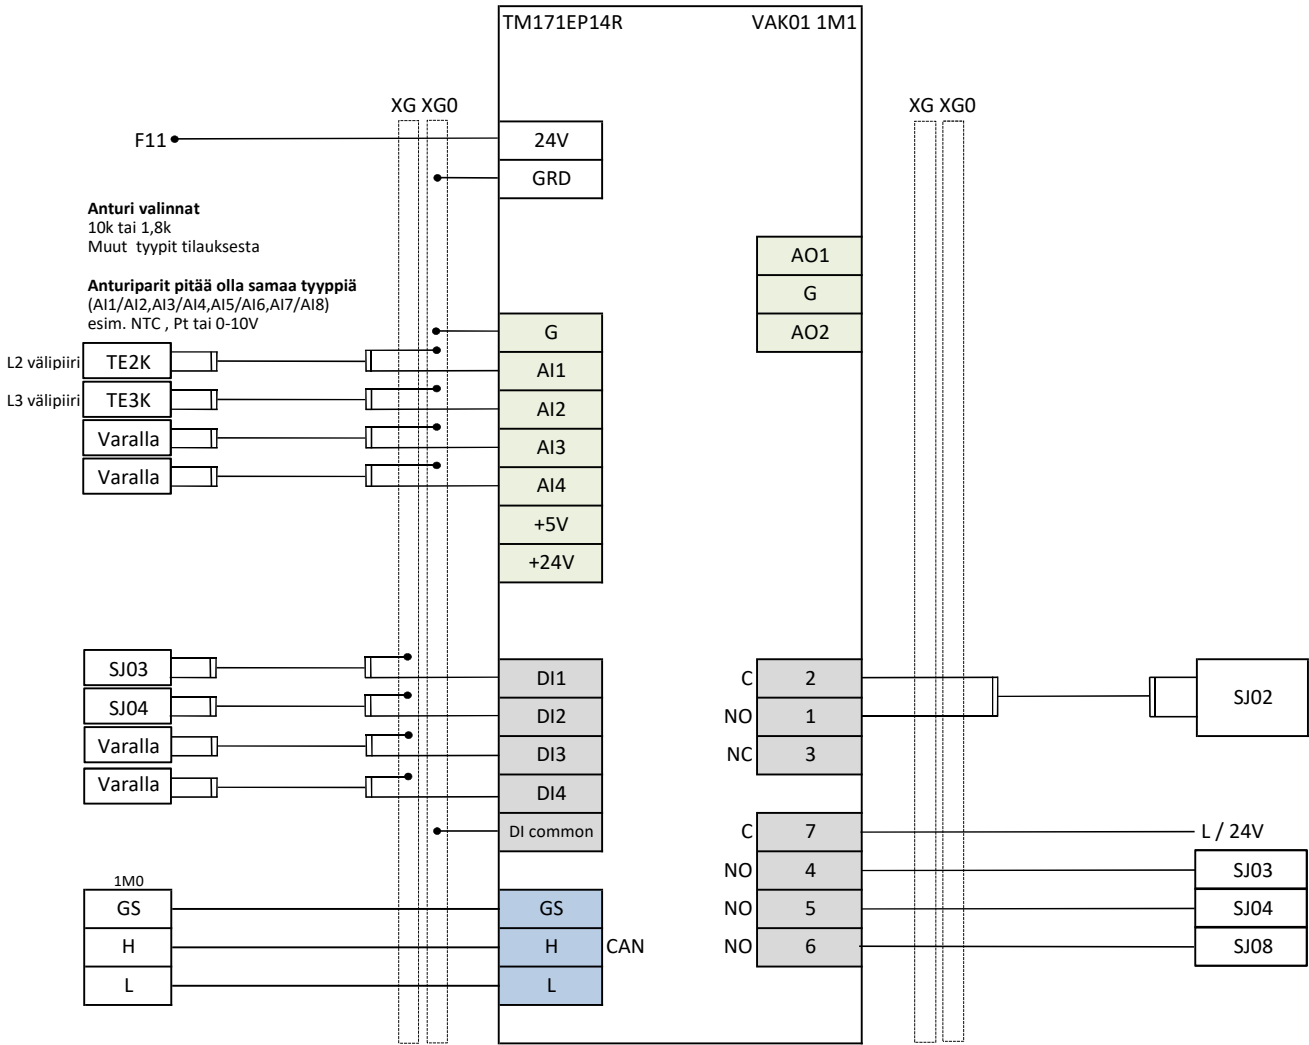 TM171EP14R
VAK01 1M1
XG XG0
XG XG0
F11
24V
GRD
Anturi valinnat
10k tai 1,8k
Muut tyypit tilauksesta
Anturiparit pitää olla samaa tyyppiä
(AI1/AI2,AI3/AI4,AI5/AI6,AI7/AI8)
esim. NTC , Pt tai 0-10V
AO1
G
AO2
G
L2 välipiiri
TE2K
AI1
L3 välipiiri
TE3K
AI2
Varalla
AI3
Varalla
AI4
+5V
+24V
SJ03
DI1
SJ04
DI2
Varalla
DI3
Varalla
DI4
DI common
C
2
NO
1
NC
3
SJ02
C
7
L / 24V
NO
4
SJ03
NO
5
SJ04
NO
6
SJ08
1M0
GS
GS
H
H
CAN
L
L